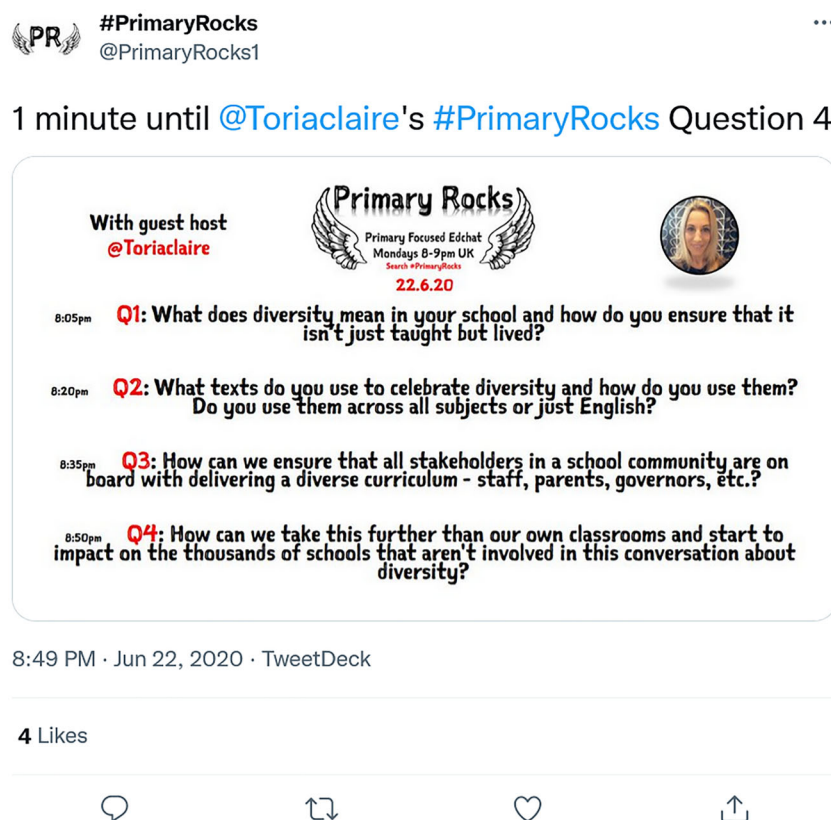 PR
#PrimaryRocks
@PrimaryRocks1
1 minute until @Toriaclaire's #PrimaryRocks Question 4
With guest host
@Toriaclaire
Primary Rocks
Primary Focused Edchat
Mondays 8-9pm UK
Search #PrimaryRocks
22.6.20
8:05pm Q1: What does diversity mean in your school and how do you ensure that it
isn't just taught but lived?
8:20pm Q2: What texts do you use to celebrate diversity and how do you use them?
Do you use them across all subjects or just English?
8:35pm Q3: How can we ensure that all stakeholders in a school community are on
board with delivering a diverse curriculum - staff, parents, governors, etc.?
8:50pm Q4: How can we take this further than our own classrooms and start to
impact on the thousands of schools that aren't involved in this conversation about
diversity?
8:49 PM · Jun 22, 2020 · TweetDeck
4 Likes